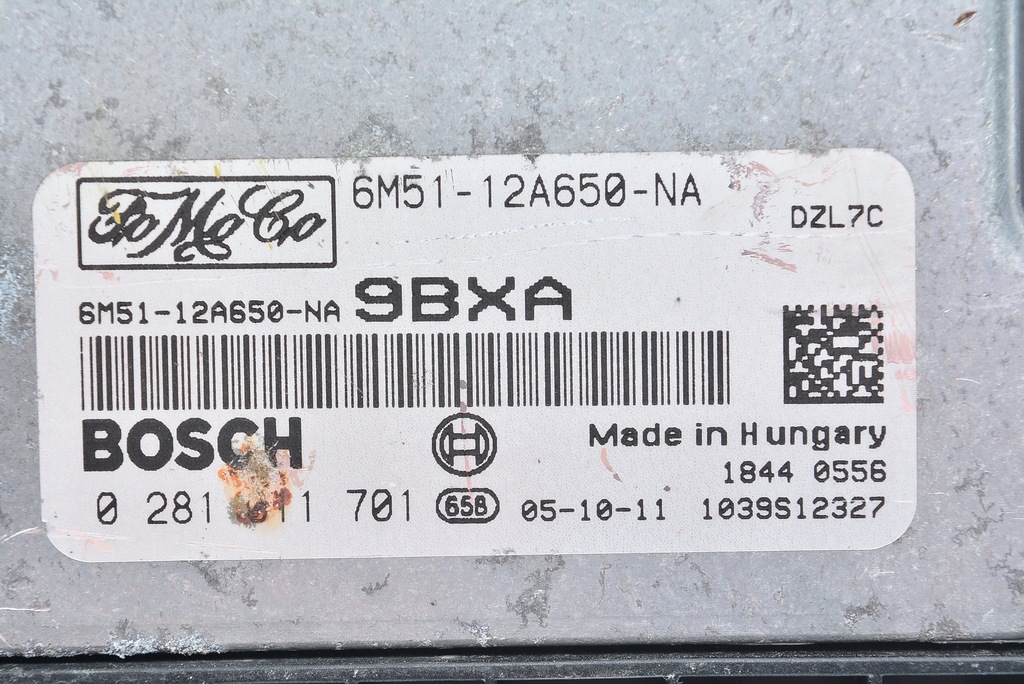 FoMoCo 6M51-12A650-NA
DZL7C
6M51-12A650-NA 9BXA
BOSCH
Made in Hungary
1844 0556
0 281 011 701 65B 05-10-11 1039S12327